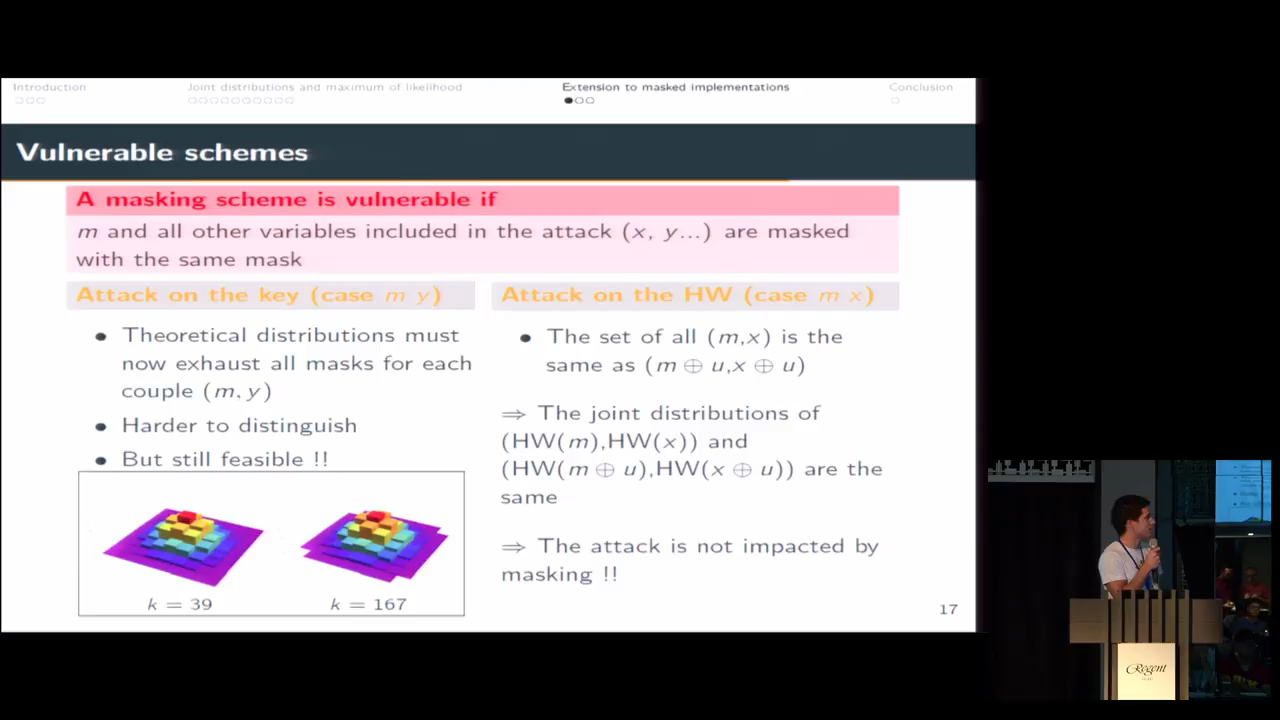 Introduction
Joint distributions and maximum of likelihood
Extension to masked implementations
Conclusion
Vulnerable schemes
A masking scheme is vulnerable if
m and all other variables included in the attack (x, y...) are masked
with the same mask
Attack on the key (case m y)
• Theoretical distributions must
now exhaust all masks for each
couple (m, y)
• Harder to distinguish
• But still feasible !!
k = 39
k = 167
Attack on the HW (case m x)
• The set of all (m,x) is the
same as (m ⊕ u,x ⊕ u)
⇒ The joint distributions of
(HW(m),HW(x)) and
(HW(m ⊕ u),HW(x ⊕ u)) are the
same
⇒ The attack is not impacted by
masking !!
17
Regent